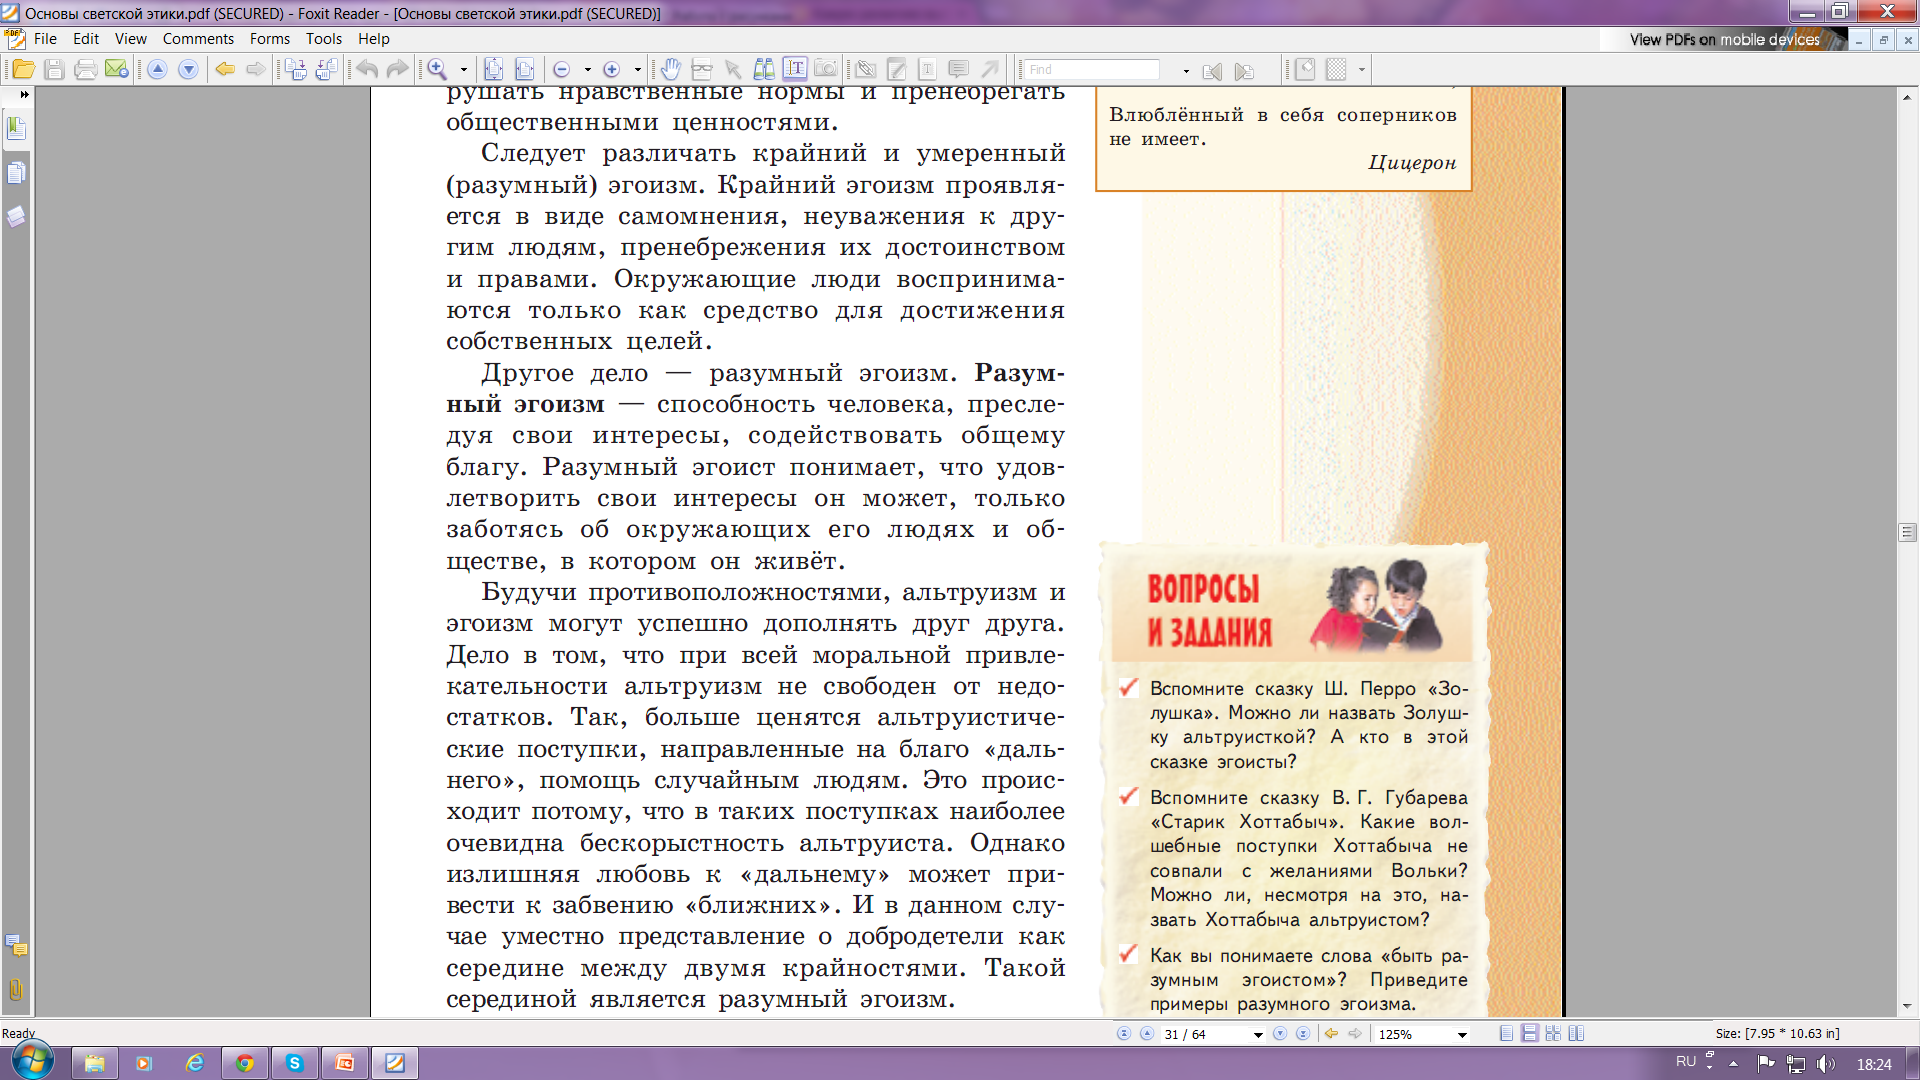 Основы светской этики.pdf (SECURED) - Foxit Reader - [Основы светской этики.pdf (SECURED)]
File Edit View Comments Forms Tools Help
View PDFs on mobile devices
Find
рушать нравственные нормы и пренебрегать
общественными ценностями.
Следует различать крайний и умеренный
(разумный) эгоизм. Крайний эгоизм проявля-
ется в виде самомнения, неуважения к дру-
гим людям, пренебрежения их достоинством
и правами. Окружающие люди воспринима-
ются только как средство для достижения
собственных целей.
Другое дело — разумный эгоизм. Разум-
ный эгоизм — способность человека, пресле-
дуя свои интересы, содействовать общему
благу. Разумный эгоист понимает, что удов-
летворить свои интересы он может, только
заботясь об окружающих его людях и об-
ществе, в котором он живёт.
Будучи противоположностями, альтруизм и
эгоизм могут успешно дополнять друг друга.
Дело в том, что при всей моральной привле-
кательности альтруизм не свободен от недо-
статков. Так, больше ценятся альтруистиче-
ские поступки, направленные на благо «даль-
него», помощь случайным людям. Это проис-
ходит потому, что в таких поступках наиболее
очевидна бескорыстность альтруиста. Однако
излишняя любовь к «дальнему» может при-
вести к забвению «ближних». И в данном слу-
чае уместно представление о добродетели как
середине между двумя крайностями. Такой
серединой является разумный эгоизм.
Влюблённый в себя соперников
не имеет.
Цицерон
ВОПРОСЫ
И ЗАДАНИЯ
Вспомните сказку Ш. Перро «Зо-
лушка». Можно ли назвать Золуш-
ку альтруисткой? А кто в этой
сказке эгоисты?
Вспомните сказку В. Г. Губарева
«Старик Хоттабыч». Какие вол-
шебные поступки Хоттабыча не
совпали с желаниями Вольки?
Можно ли, несмотря на это, на-
звать Хоттабыча альтруистом?
Как вы понимаете слова «быть ра-
зумным эгоистом»? Приведите
примеры разумного эгоизма.
Ready
31 / 64
125%
Size: [7.95 * 10.63 in]
RU
18:24